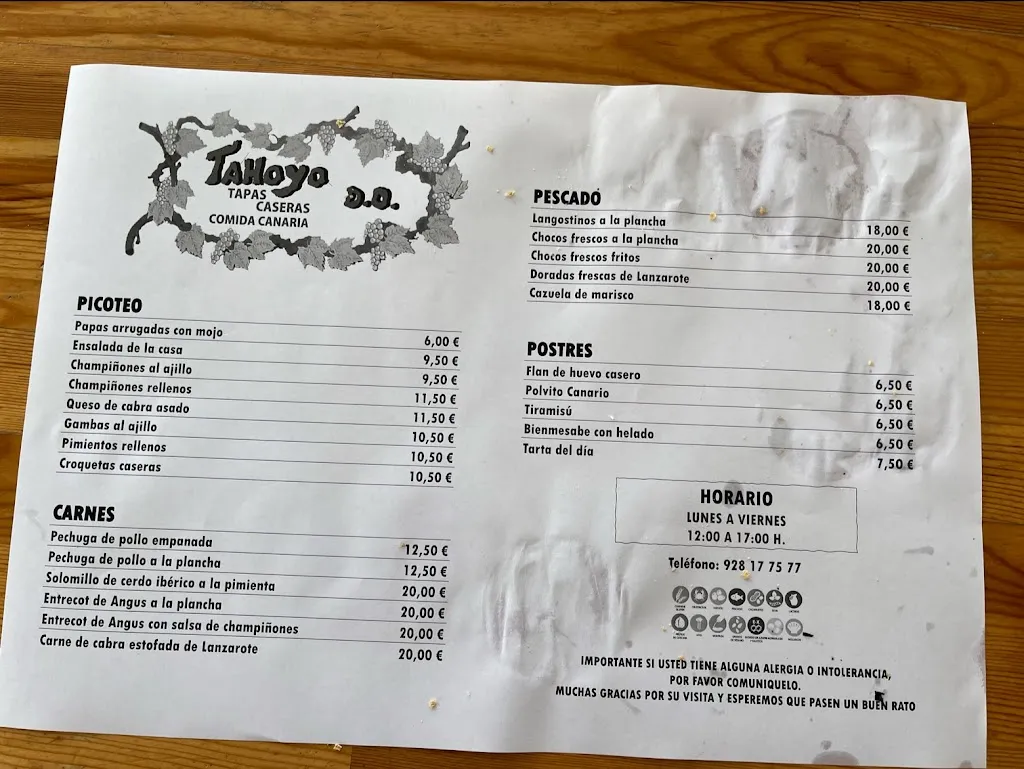 TAHOYO D.O.
TAPAS
CASERAS
COMIDA CANARIA
PICOTEO
Papas arrugadas con mojo 6,00 €
Ensalada de la casa 9,50 €
Champiñones al ajillo 9,50 €
Champiñones rellenos 11,50 €
Queso de cabra asado 11,50 €
Gambas al ajillo 10,50 €
Pimientos rellenos 10,50 €
Croquetas caseras 10,50 €
CARNES
Pechuga de pollo empanada 12,50 €
Pechuga de pollo a la plancha 12,50 €
Solomillo de cerdo ibérico a la pimienta 20,00 €
Entrecot de Angus a la plancha 20,00 €
Entrecot de Angus con salsa de champiñones 20,00 €
Carne de cabra estofada de Lanzarote 20,00 €
PESCADO
Langostinos a la plancha 18,00 €
Chocos frescos a la plancha 20,00 €
Chocos frescos fritos 20,00 €
Doradas frescas de Lanzarote 20,00 €
Cazuela de marisco 18,00 €
POSTRES
Flan de huevo casero 6,50 €
Polvito Canario 6,50 €
Tiramisú 6,50 €
Bienmesabe con helado 6,50 €
Tarta del día 7,50 €
HORARIO
LUNES A VIERNES
12:00 A 17:00 H.
Teléfono: 928 17 75 77
IMPORTANTE SI USTED TIENE ALGUNA ALERGIA O INTOLERANCIA,
POR FAVOR COMUNIQUELO.
MUCHAS GRACIAS POR SU VISITA Y ESPEREMOS QUE PASEN UN BUEN RATO